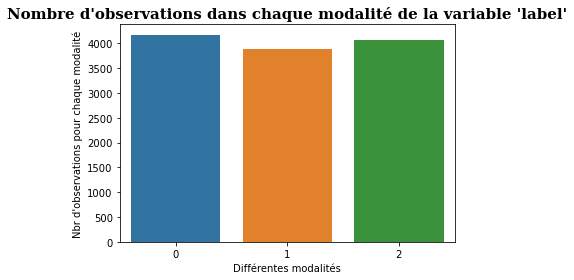 Nombre d'observations dans chaque modalité de la variable 'label'
Nbr d'observations pour chaque modalité
4000
3500
3000
2500
2000
1500
1000
500
0
0 1 2
Différentes modalités